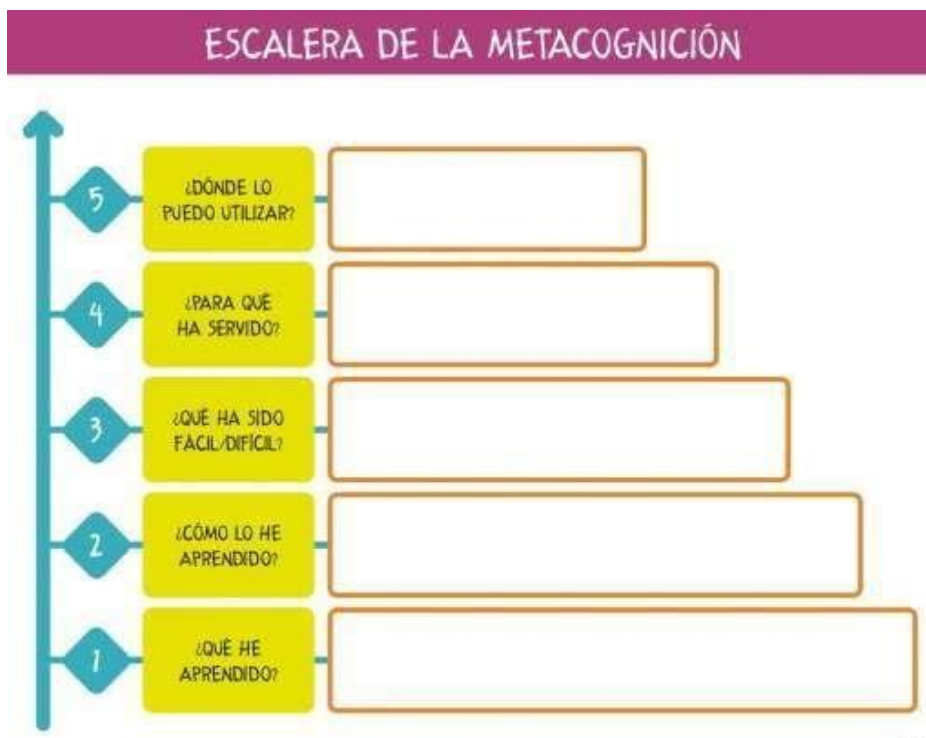 ESCALERA DE LA METACOGNICIÓN
5
¿DÓNDE LO
PUEDO UTILIZAR?
4
¿PARA QUÉ
HA SERVIDO?
3
¿QUÉ HA SIDO
FÁCIL/DIFÍCIL?
2
¿CÓMO LO HE
APRENDIDO?
1
¿QUÉ HE
APRENDIDO?